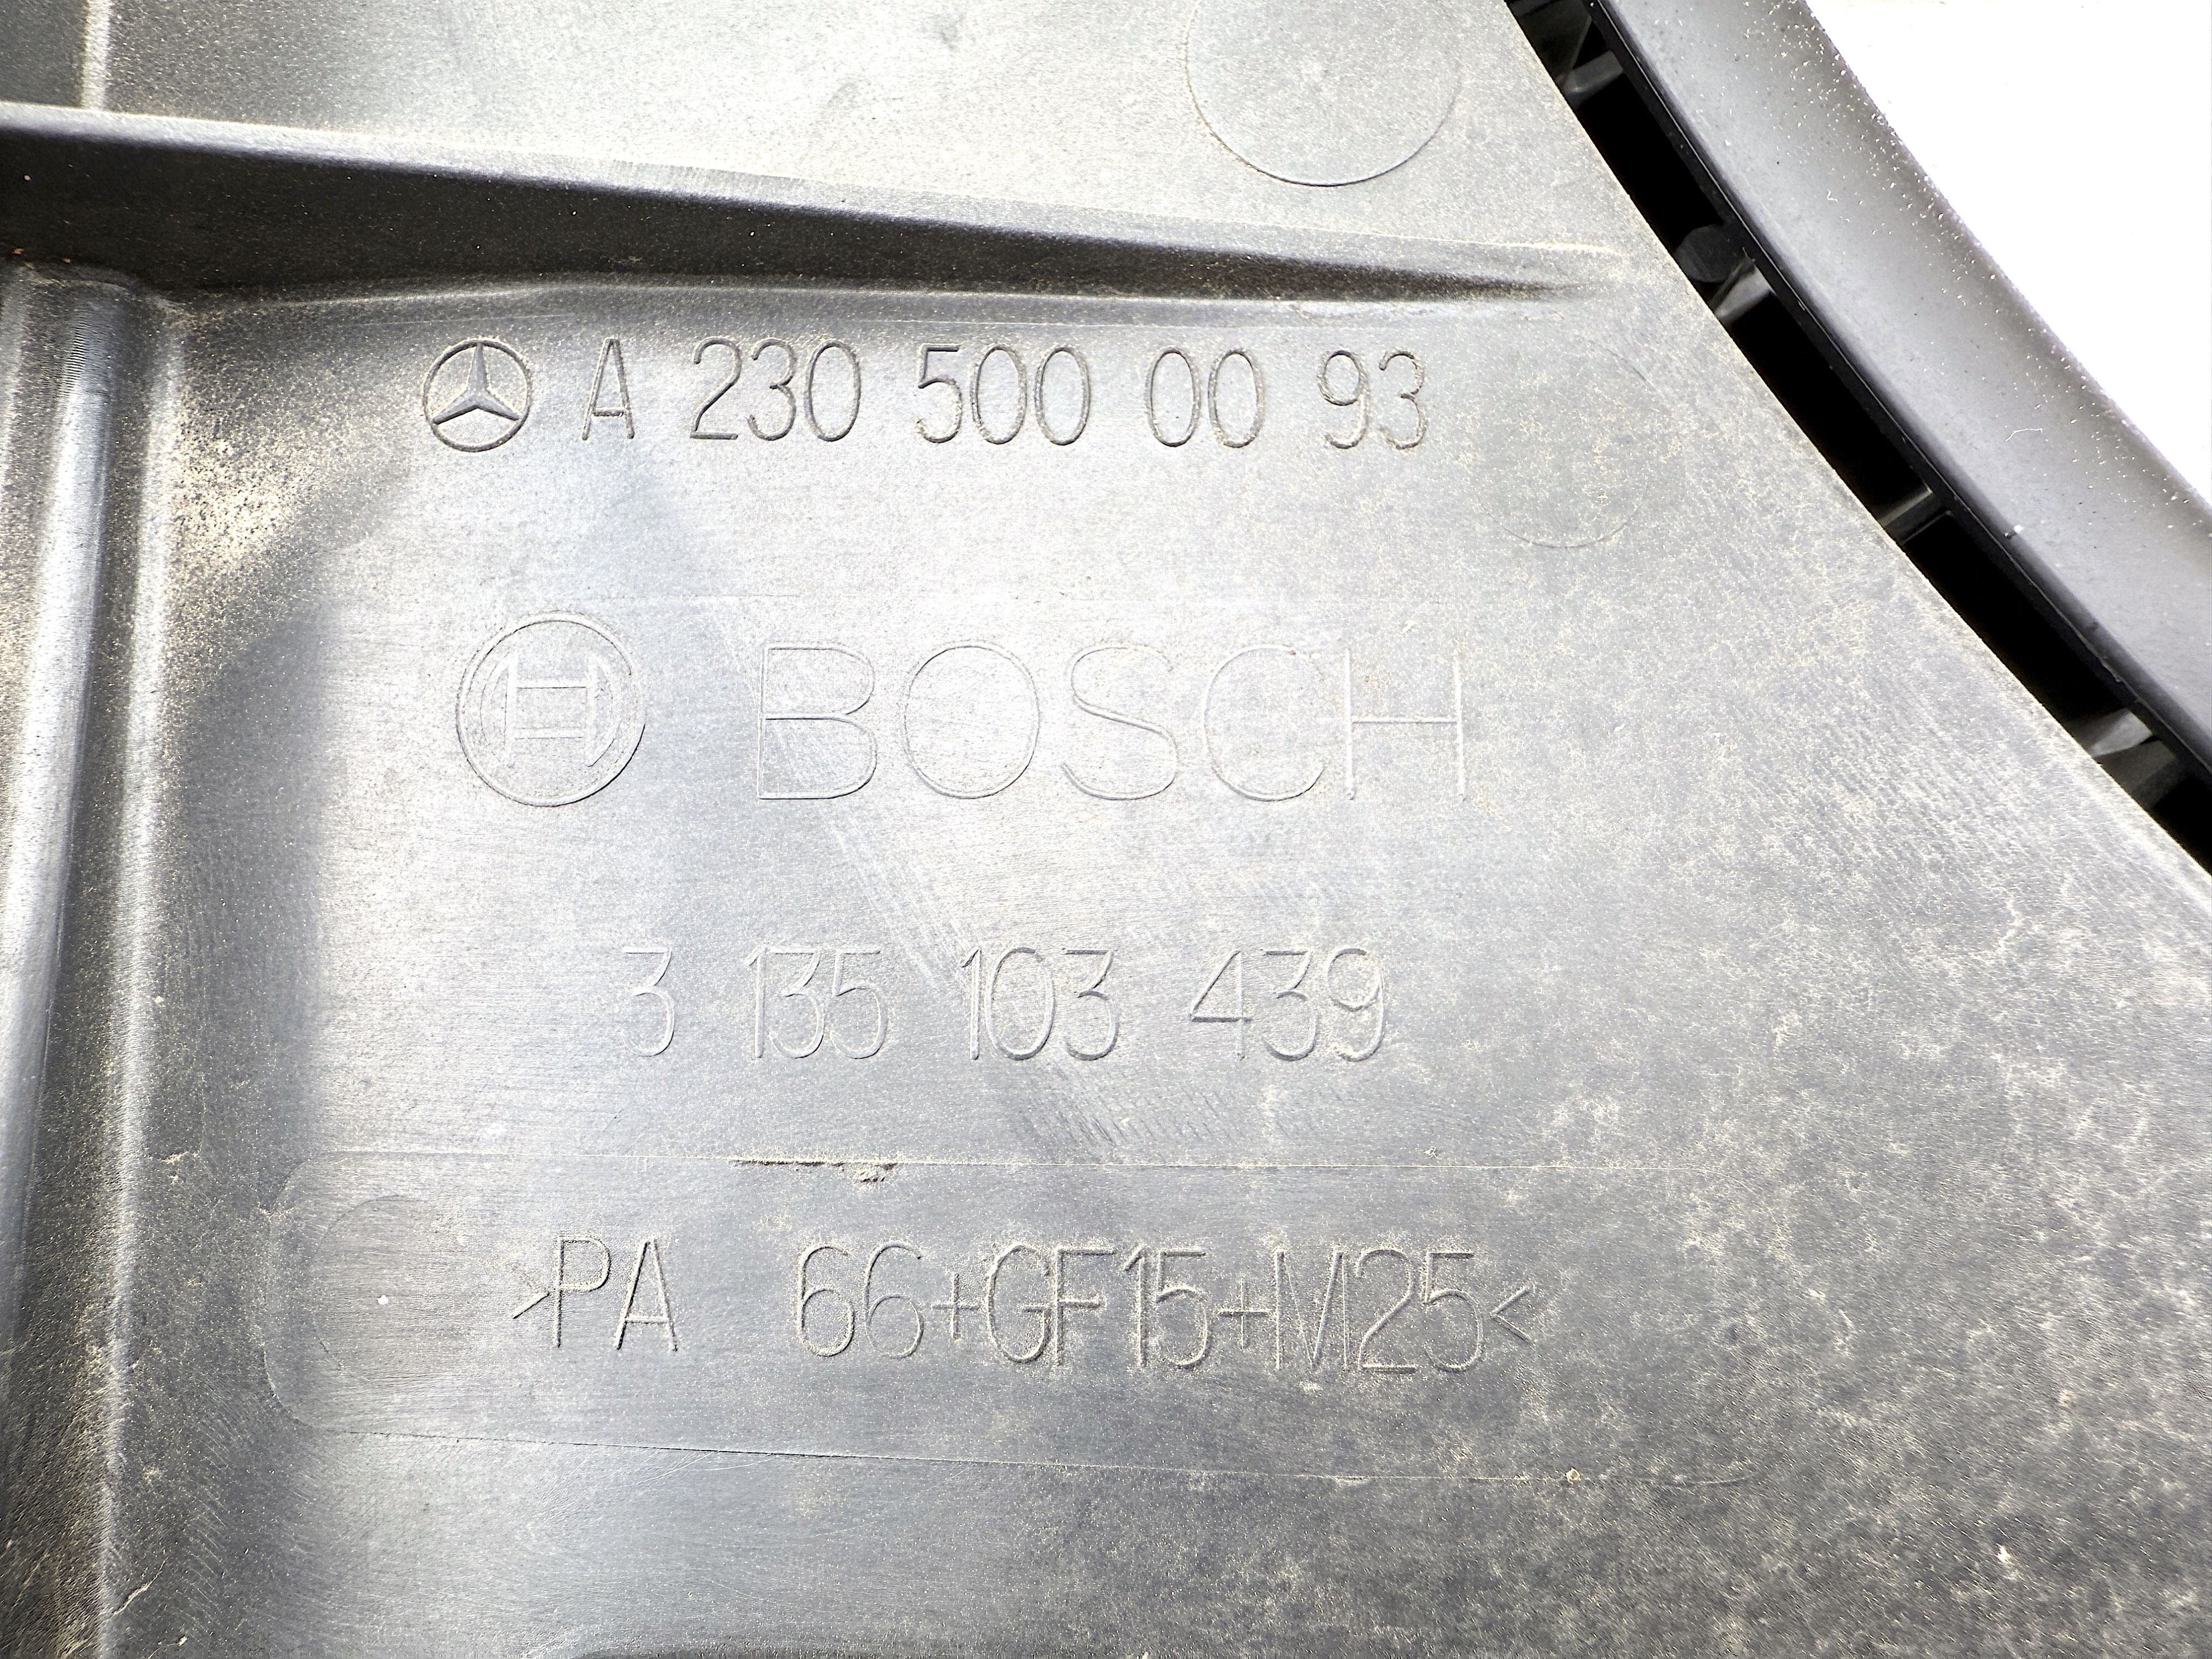 A 230 500 00 93
BOSCH
3 135 103 439
>PA 66+GF15+M25<